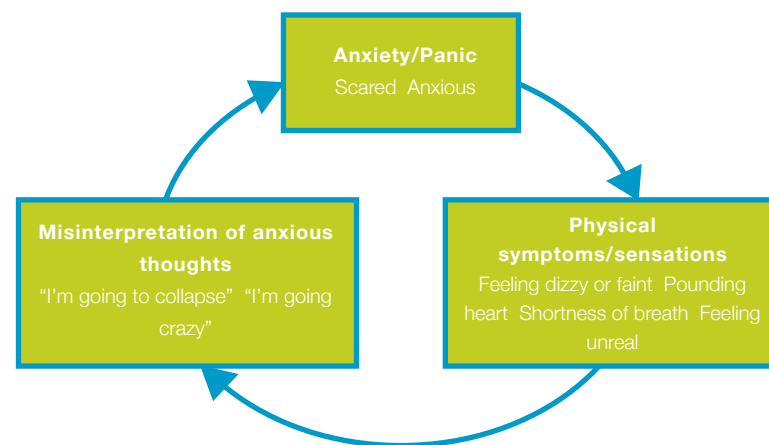 Anxiety/Panic
Scared  Anxious
Misinterpretation of anxious
thoughts
“I’m going to collapse”  “I’m going
crazy”
Physical
symptoms/sensations
Feeling dizzy or faint  Pounding
heart  Shortness of breath  Feeling
unreal